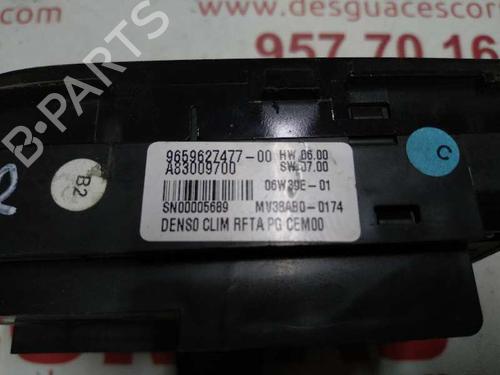 www.desguacescor
957 70 16
B-PARTS
9659627477-00 HW 06.00
A83009700 SW 07.00
06W39E-01
SN00005689 MV38AB0-0174
DENSO CLIM RFTA PG CEM00
B2
C